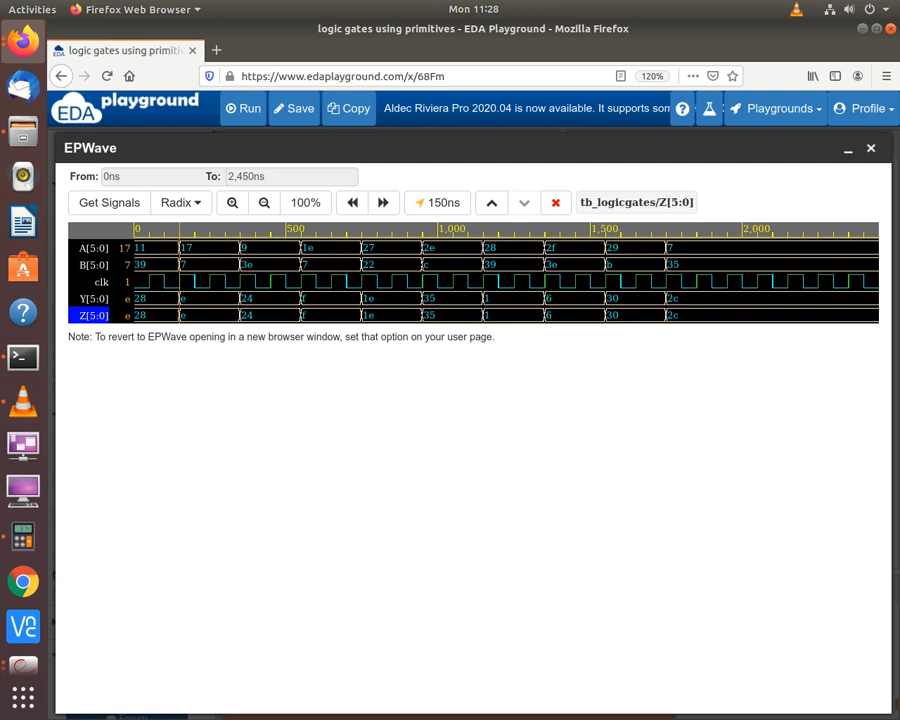 Activities Firefox Web Browser Mon 11:28
logic gates using primitives - EDA Playground - Mozilla Firefox
logic gates using primitiv
https://www.edaplayground.com/x/68Fm 120%
EDA playground Run Save Copy Aldec Riviera Pro 2020.04 is now available. It supports som Playgrounds Profile
EPWave
From: 0ns To: 2,450ns
Get Signals Radix 100% 150ns tb_logicgates/Z[5:0]
0 500 1,000 1,500 2,000
A[5:0] 17 11 17 9 1e 27 2e 28 2f 29 7
B[5:0] 7 39 7 3e 7 22 c 39 3e b 35
clk 1
Y[5:0] e 28 e 24 f 1e 35 1 6 30 2c
Z[5:0] e 28 e 24 f 1e 35 1 6 30 2c
Note: To revert to EPWave opening in a new browser window, set that option on your user page.
Forum